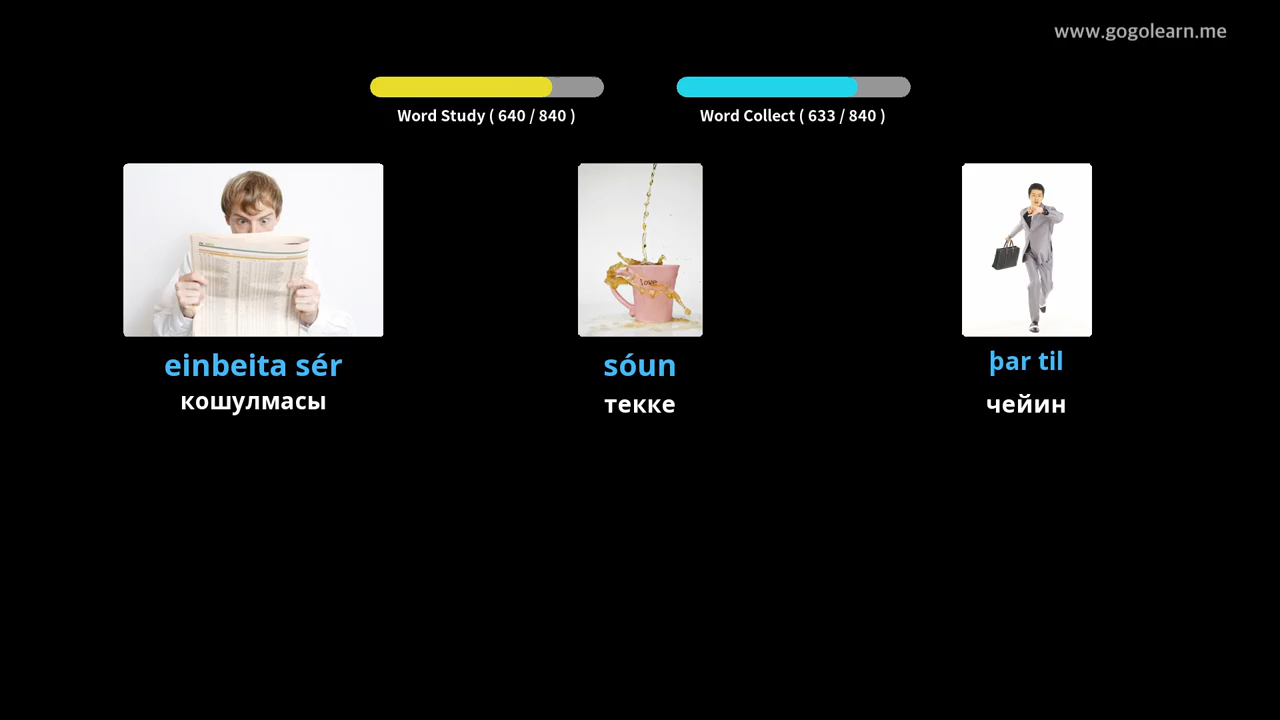 www.gogolearn.me
Word Study ( 640 / 840 )
Word Collect ( 633 / 840 )
love
einbeita sér
sóun
þar til
кошулмасы
текке
чейин